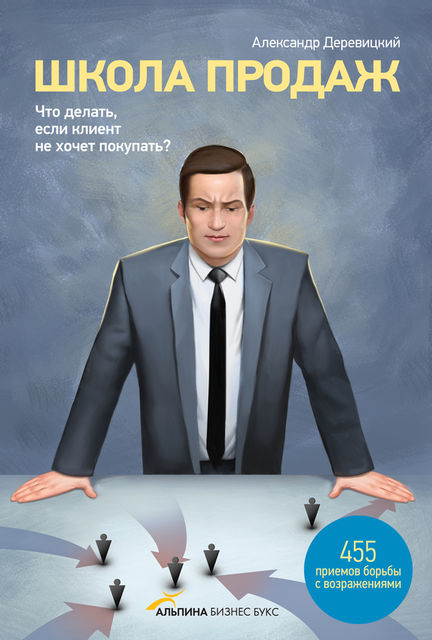 Александр Деревицкий
ШКОЛА ПРОДАЖ
Что делать,
если клиент
не хочет покупать?
455
приемов борьбы
с возражениями
АЛЬПИНА БИЗНЕС БУКС